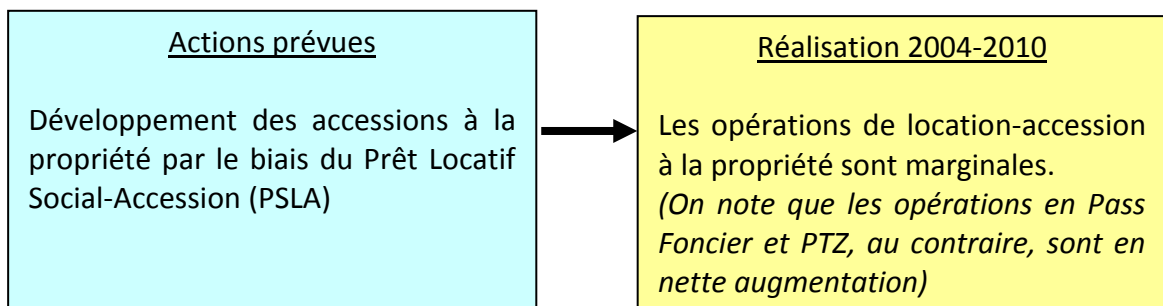 Actions prévues
Développement des accessions à la
propriété par le biais du Prêt Locatif
Social-Accession (PSLA)
Réalisation 2004-2010
Les opérations de location-accession
à la propriété sont marginales.
(On note que les opérations en Pass
Foncier et PTZ, au contraire, sont en
nette augmentation)